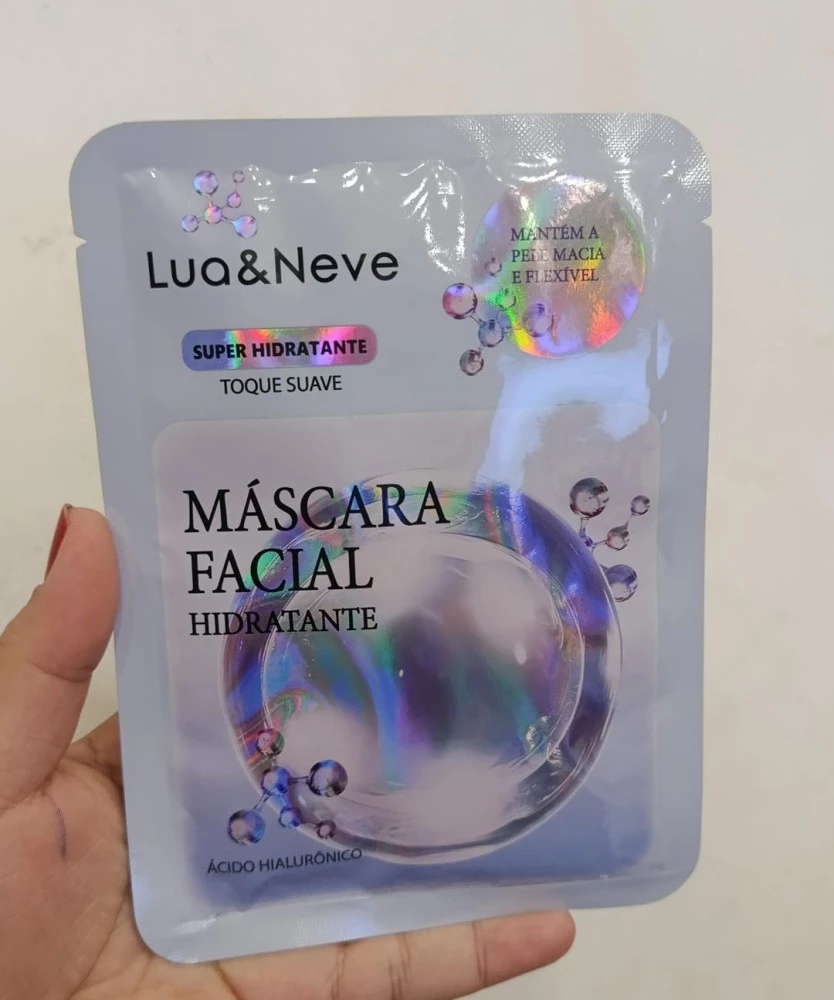 Lua&Neve
MANTÉM A
PELE MACIA
E FLEXÍVEL
SUPER HIDRATANTE
TOQUE SUAVE
MÁSCARA
FACIAL
HIDRATANTE
ÁCIDO HIALURÔNICO